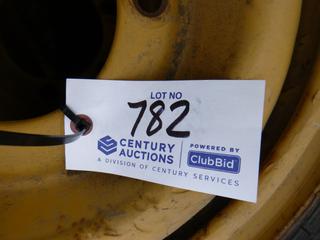 LOT NO
782
CENTURY AUCTIONS
A DIVISION OF CENTURY SERVICES
POWERED BY
ClubBid